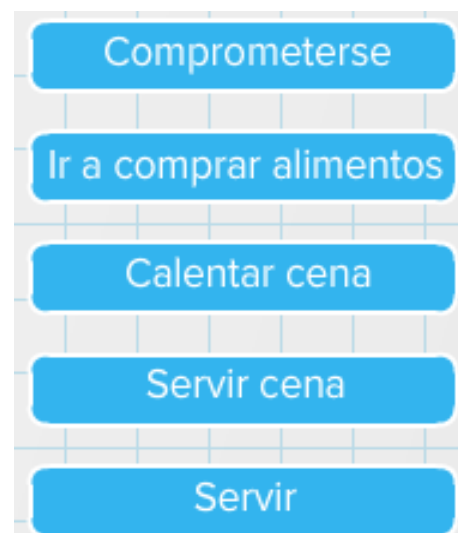 Comprometerse
Ir a comprar alimentos
Calentar cena
Servir cena
Servir